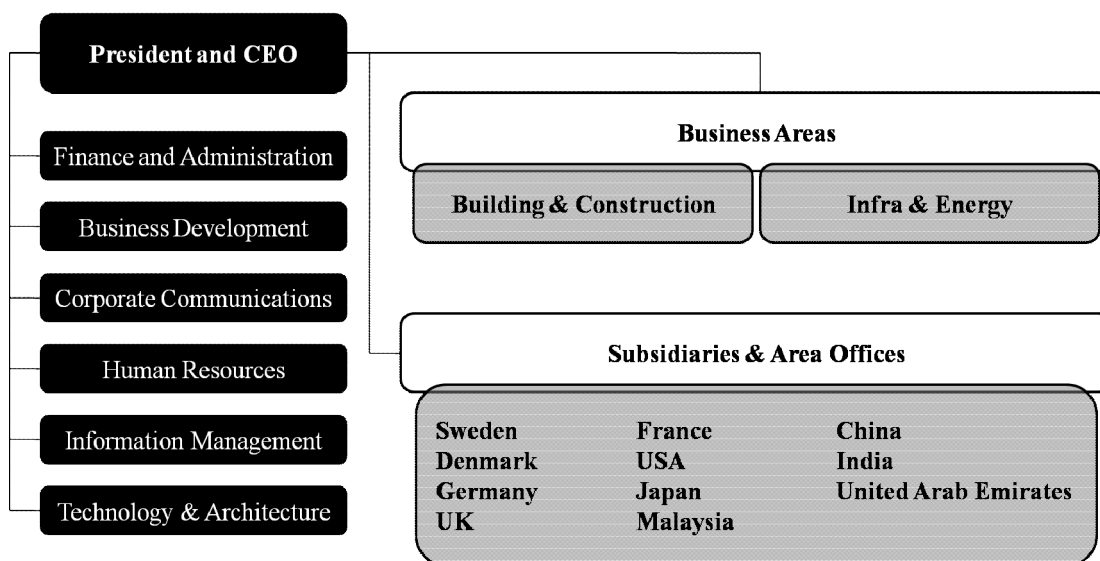 President and CEO
Finance and Administration
Business Development
Corporate Communications
Human Resources
Information Management
Technology & Architecture
Business Areas
Building & Construction
Infra & Energy
Subsidiaries & Area Offices
Sweden
Denmark
Germany
UK
France
USA
Japan
Malaysia
China
India
United Arab Emirates